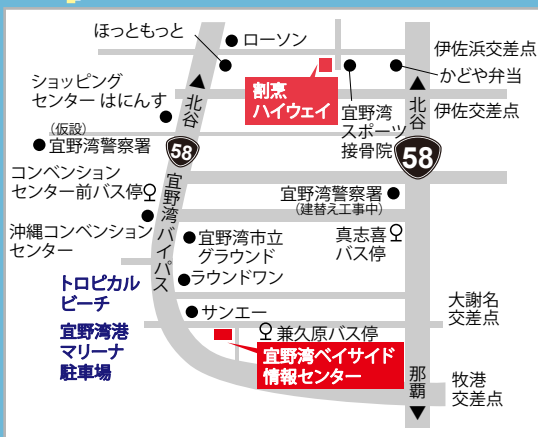 ほっともっと
ローソン
伊佐浜交差点
かどや弁当
ショッピング
センター はにんす
北谷
割烹
ハイウェイ
宜野湾
スポーツ
接骨院
北谷
伊佐交差点
(仮設)
宜野湾警察署
58
58
コンベンション
センター前バス停
宜野湾バイパス
宜野湾警察署
(建替え工事中)
沖縄コンベンション
センター
宜野湾市立
グラウンド
真志喜
バス停
トロピカル
ビーチ
ラウンドワン
大謝名
交差点
サンエー
宜野湾港
マリーナ
駐車場
兼久原バス停
宜野湾ベイサイド
情報センター
那覇
牧港
交差点